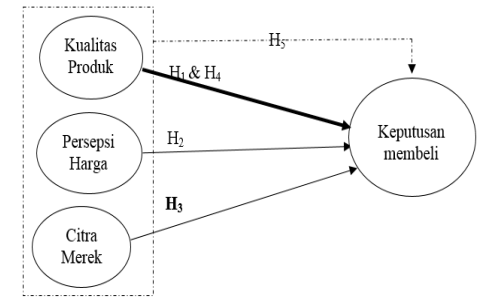 Kualitas
Produk
H5
H1 & H4
Persepsi
Harga
H2
Keputusan
membeli
H3
Citra
Merek